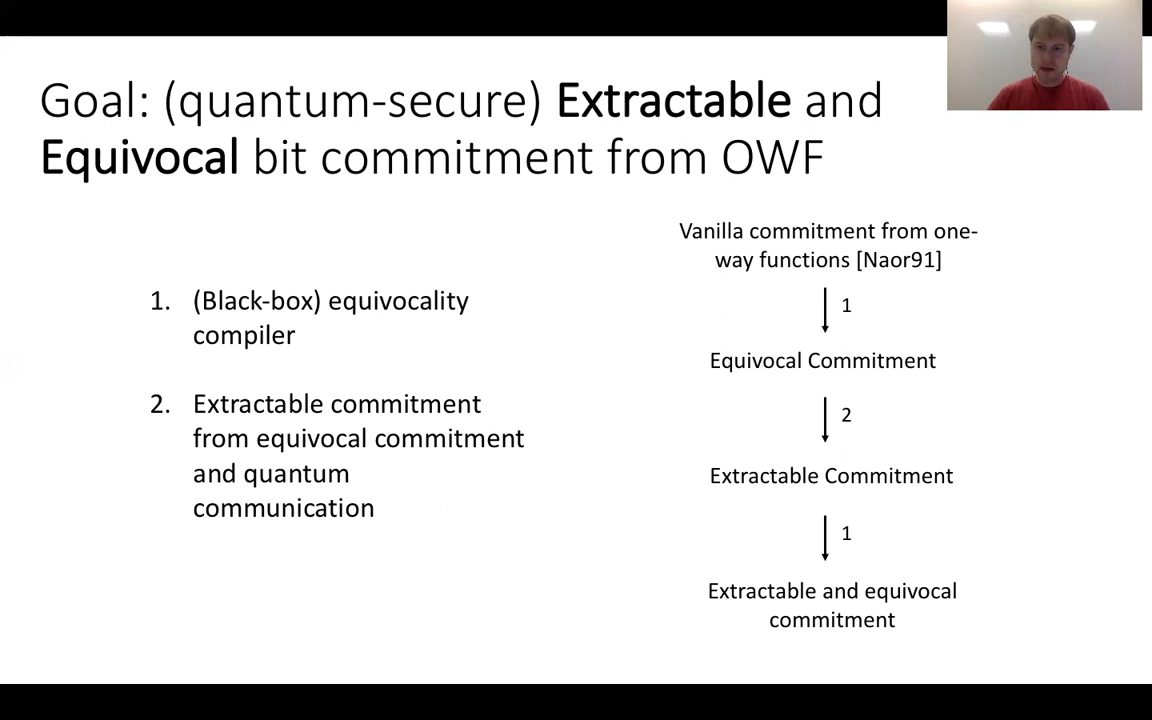 Goal: (quantum-secure) Extractable and
Equivocal bit commitment from OWF
1. (Black-box) equivocality
compiler
2. Extractable commitment
from equivocal commitment
and quantum
communication
Vanilla commitment from one-
way functions [Naor91]
1
Equivocal Commitment
2
Extractable Commitment
1
Extractable and equivocal
commitment